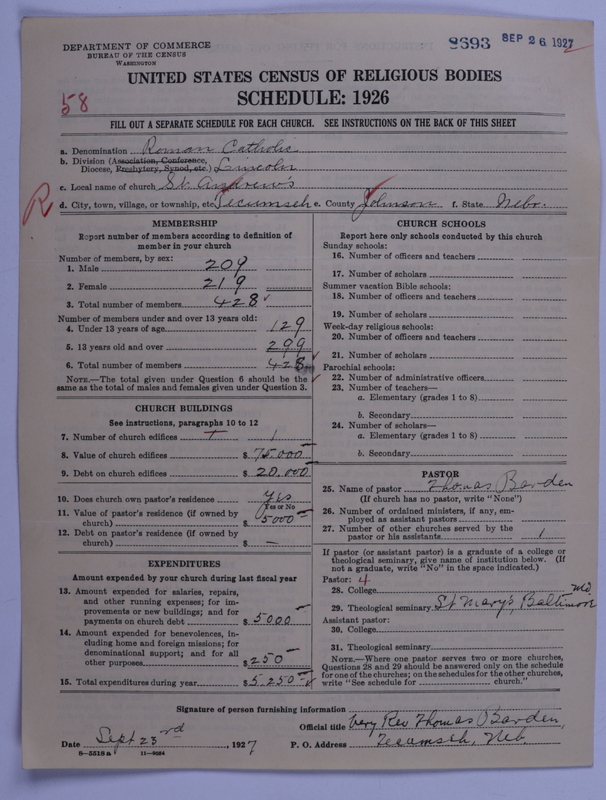 DEPARTMENT OF COMMERCE
BUREAU OF THE CENSUS
WASHINGTON
8693 SEP 26 1927
UNITED STATES CENSUS OF RELIGIOUS BODIES
SCHEDULE: 1926
58
FILL OUT A SEPARATE SCHEDULE FOR EACH CHURCH. SEE INSTRUCTIONS ON THE BACK OF THIS SHEET
a. Denomination Roman Catholic
b. Division (Association, Conference,
Diocese, Presbytery, Synod, etc.) Lincoln
c. Local name of church St. Andrew's
R
d. City, town, village, or township, etc. Tecumseh e. County Johnson f. State Nebr.
MEMBERSHIP
Report number of members according to definition of
member in your church
Number of members, by sex:
1. Male 209
2. Female 219
3. Total number of members 428
Number of members under and over 13 years old:
4. Under 13 years of age 129
5. 13 years old and over 299
6. Total number of members 428
NOTE.—The total given under Question 6 should be the
same as the total of males and females given under Question 3.
CHURCH BUILDINGS
See instructions, paragraphs 10 to 12
7. Number of church edifices 1
8. Value of church edifices $ 75.000
9. Debt on church edifices $ 20.000
10. Does church own pastor's residence Yes
Yes or No
11. Value of pastor's residence (if owned by
church) $ 5000
12. Debt on pastor's residence (if owned by
church) $ —
EXPENDITURES
Amount expended by your church during last fiscal year
13. Amount expended for salaries, repairs,
and other running expenses; for im-
provements or new buildings; and for
payments on church debt $ 5000
14. Amount expended for benevolences, in-
cluding home and foreign missions; for
denominational support; and for all
other purposes $ 250
15. Total expenditures during year $ 5 250
CHURCH SCHOOLS
Report here only schools conducted by this church
Sunday schools:
16. Number of officers and teachers
17. Number of scholars
Summer vacation Bible schools:
18. Number of officers and teachers
19. Number of scholars
Week-day religious schools:
20. Number of officers and teachers
21. Number of scholars
Parochial schools:
22. Number of administrative officers
23. Number of teachers—
a. Elementary (grades 1 to 8)
b. Secondary
24. Number of scholars—
a. Elementary (grades 1 to 8)
b. Secondary
PASTOR
25. Name of pastor Thomas Barden
(If church has no pastor, write "None")
26. Number of ordained ministers, if any, em-
ployed as assistant pastors
27. Number of other churches served by the
pastor or his assistants 1
If pastor (or assistant pastor) is a graduate of a college or
theological seminary, give name of institution below. (If
not a graduate, write "No" in the space indicated.)
Pastor: 4
28. College
Md.
29. Theological seminary St Mary's Baltimore
Assistant pastor:
30. College
31. Theological seminary
NOTE.—Where one pastor serves two or more churches,
Questions 28 and 29 should be answered only on the schedule
for one of the churches; on the schedules for the other churches,
write "See schedule for church."
Signature of person furnishing information
Official title Very Rev Thomas Barden,
Date Sept 23rd, 1927 P. O. Address Tecumseh, Neb.
8—5518a 11—9684